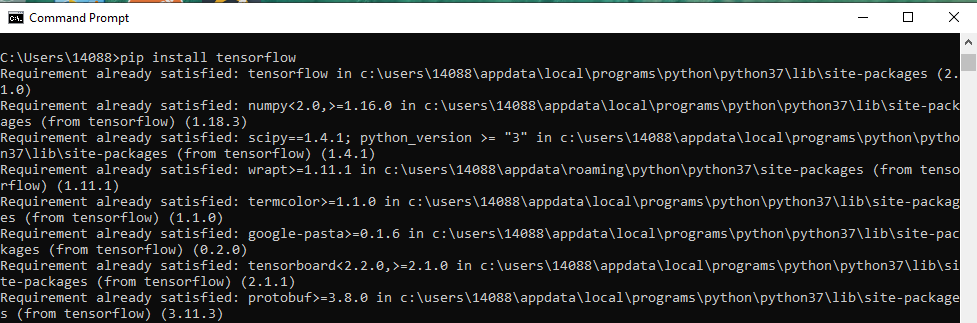 Command Prompt
C:\Users\14088>pip install tensorflow
Requirement already satisfied: tensorflow in c:\users\14088\appdata\local\programs\python\python37\lib\site-packages (2.
1.0)
Requirement already satisfied: numpy<2.0,>=1.16.0 in c:\users\14088\appdata\local\programs\python\python37\lib\site-pack
ages (from tensorflow) (1.18.3)
Requirement already satisfied: scipy==1.4.1; python_version >= "3" in c:\users\14088\appdata\local\programs\python\pytho
n37\lib\site-packages (from tensorflow) (1.4.1)
Requirement already satisfied: wrapt>=1.11.1 in c:\users\14088\appdata\roaming\python\python37\site-packages (from tenso
rflow) (1.11.1)
Requirement already satisfied: termcolor>=1.1.0 in c:\users\14088\appdata\local\programs\python\python37\lib\site-packag
es (from tensorflow) (1.1.0)
Requirement already satisfied: google-pasta>=0.1.6 in c:\users\14088\appdata\local\programs\python\python37\lib\site-pac
kages (from tensorflow) (0.2.0)
Requirement already satisfied: tensorboard<2.2.0,>=2.1.0 in c:\users\14088\appdata\local\programs\python\python37\lib\si
te-packages (from tensorflow) (2.1.1)
Requirement already satisfied: protobuf>=3.8.0 in c:\users\14088\appdata\local\programs\python\python37\lib\site-package
s (from tensorflow) (3.11.3)